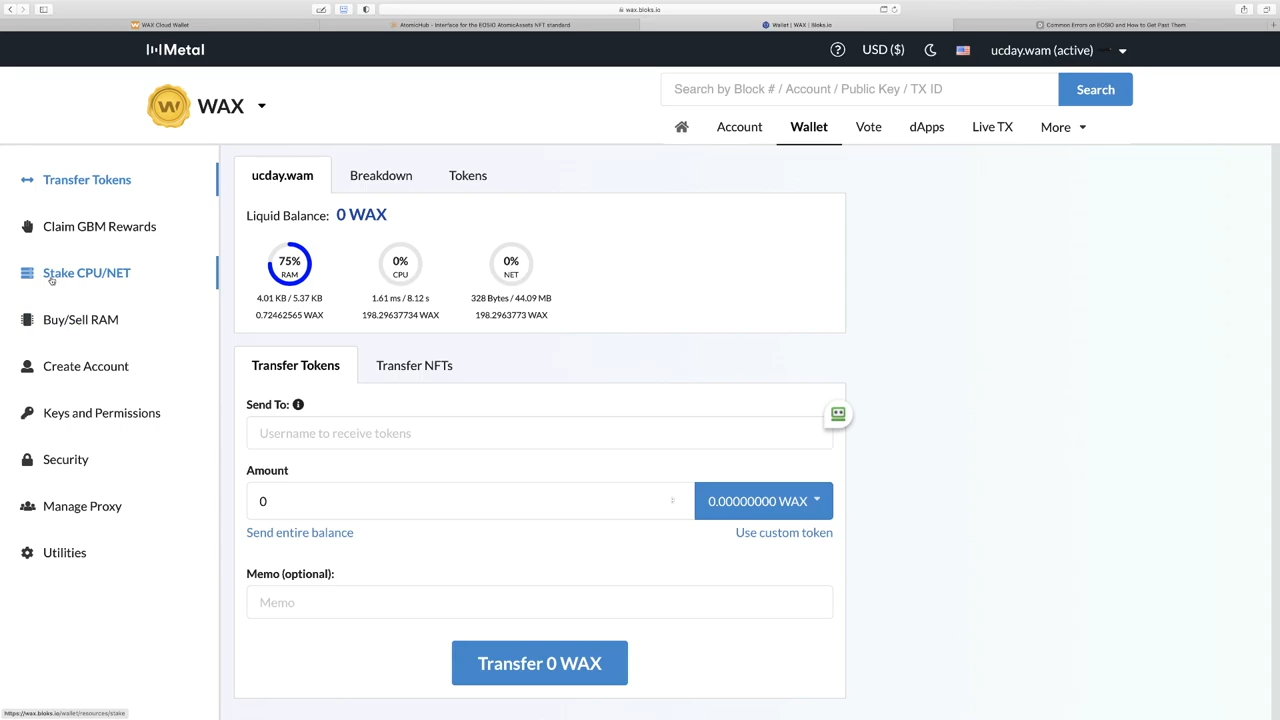 wax.bloks.io
WAX Cloud Wallet
AtomicHub - Interface for the EOSIO AtomicAssets NFT standard
Wallet | WAX | Bloks.io
Common Errors on EOSIO and How to Get Past Them
Metal
USD ($)
ucday.wam (active)
WAX
Search by Block # / Account / Public Key / TX ID
Search
Account
Wallet
Vote
dApps
Live TX
More
Transfer Tokens
Claim GBM Rewards
Stake CPU/NET
Buy/Sell RAM
Create Account
Keys and Permissions
Security
Manage Proxy
Utilities
ucday.wam
Breakdown
Tokens
Liquid Balance: 0 WAX
75%
RAM
4.01 KB / 5.37 KB
0.72462565 WAX
0%
CPU
1.61 ms / 8.12 s
198.29637734 WAX
0%
NET
328 Bytes / 44.09 MB
198.2963773 WAX
Transfer Tokens
Transfer NFTs
Send To:
Username to receive tokens
Amount
0
0.00000000 WAX
Send entire balance
Use custom token
Memo (optional):
Memo
Transfer 0 WAX
https://wax.bloks.io/wallet/resources/stake